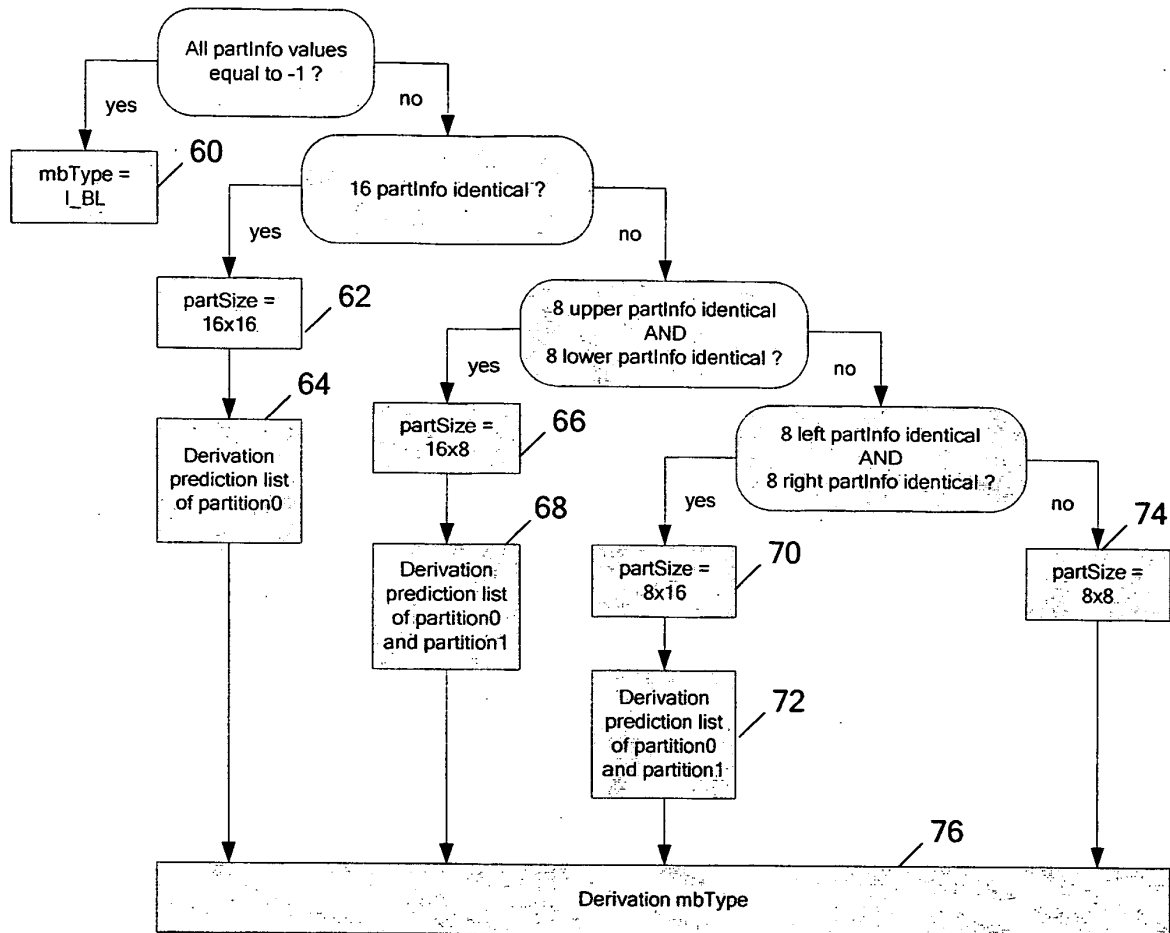 All partInfo values
equal to -1 ?
yes
no
mbType =
I_BL
60
16 partInfo identical ?
yes
no
partSize =
16x16
62
8 upper partInfo identical
AND
8 lower partInfo identical ?
yes
no
64
Derivation
prediction list
of partition0
partSize =
16x8
66
8 left partInfo identical
AND
8 right partInfo identical ?
yes
no
68
Derivation
prediction list
of partition0
and partition1
partSize =
8x16
70
74
partSize =
8x8
Derivation
prediction list
of partition0
and partition1
72
76
Derivation mbType